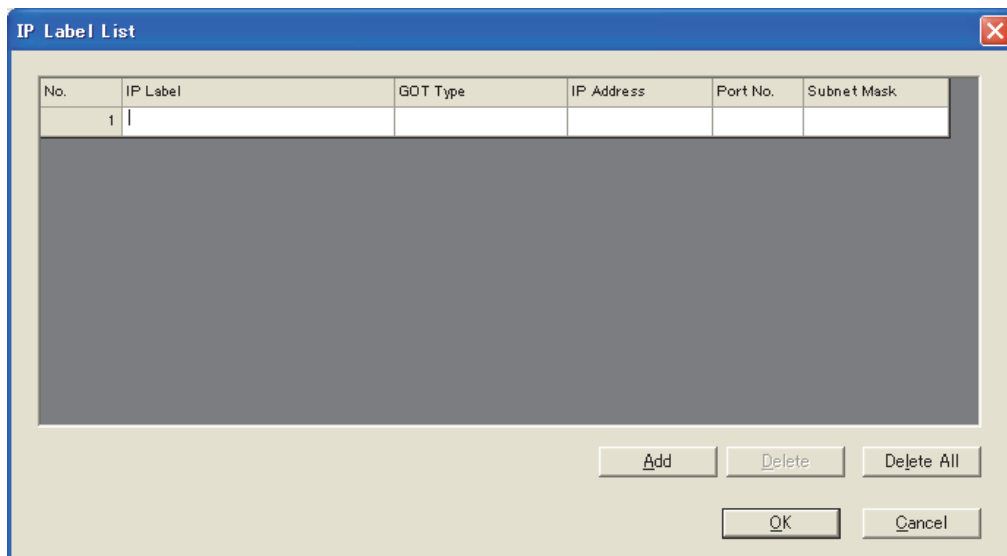 IP Label List
No. IP Label GOT Type IP Address Port No. Subnet Mask
1
Add Delete Delete All
OK Cancel